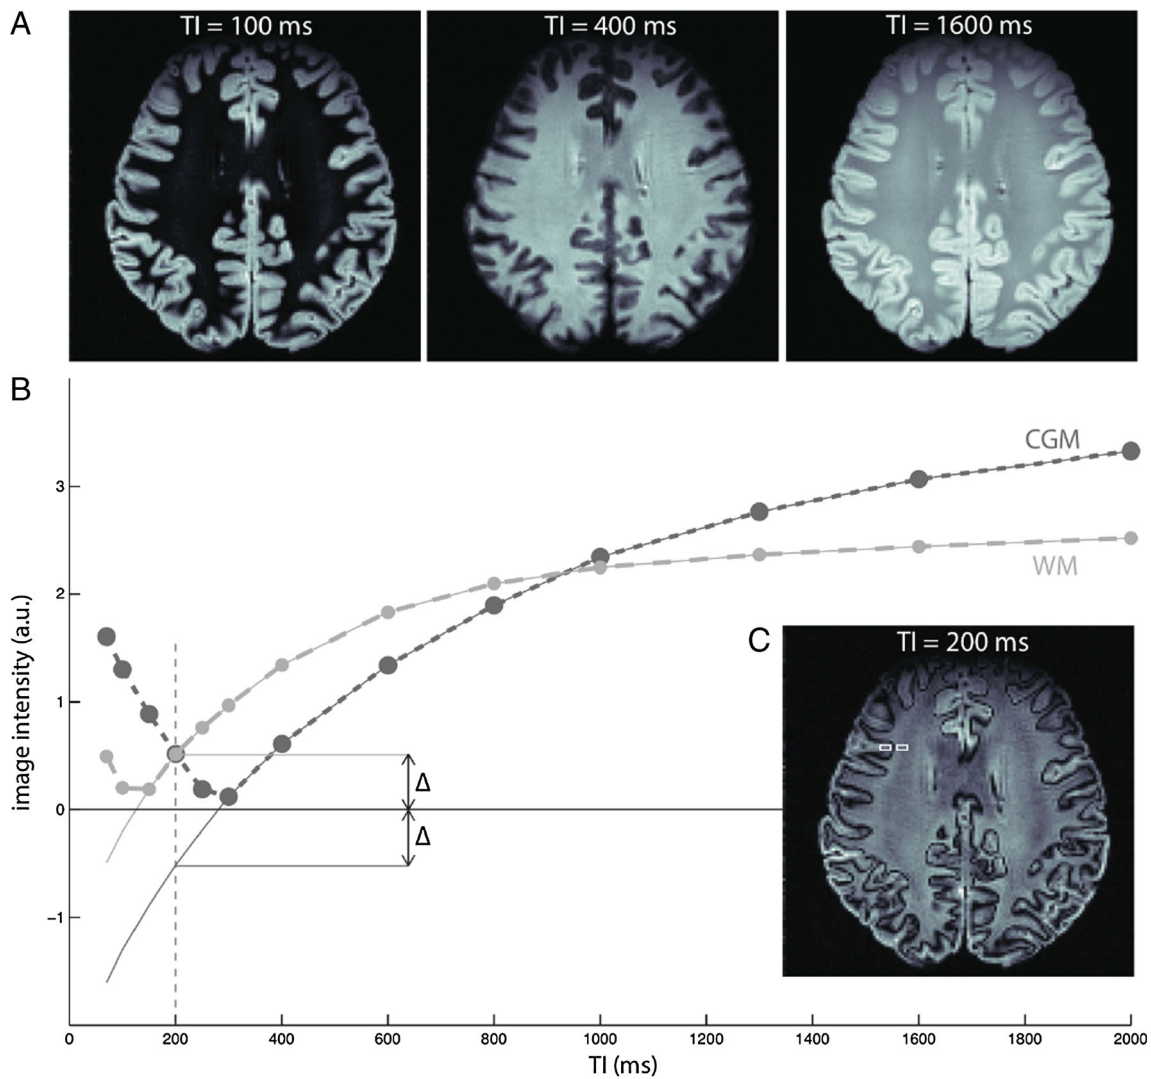 A
TI = 100 ms
TI = 400 ms
TI = 1600 ms
B
CGM
3
WM
2
C
TI = 200 ms
1
Δ
0
Δ
−1
image intensity (a.u.)
0 200 400 600 800 1000 1200 1400 1600 1800 2000
TI (ms)